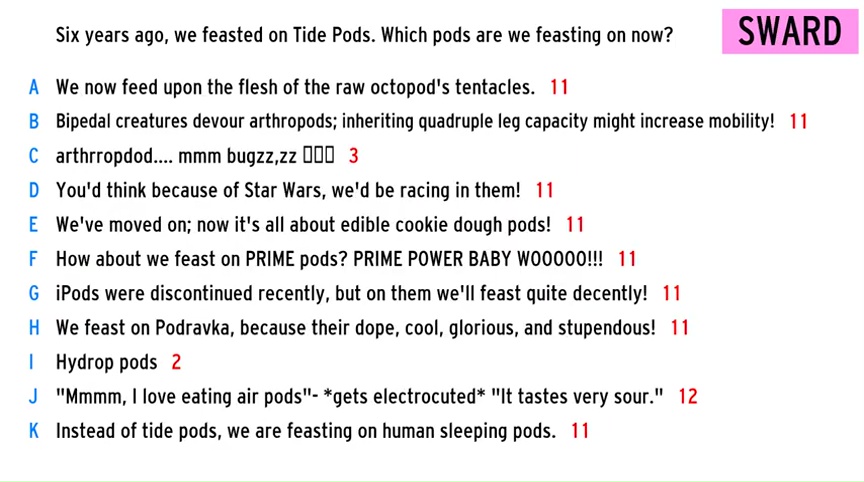 Six years ago, we feasted on Tide Pods. Which pods are we feasting on now?
SWARD
A We now feed upon the flesh of the raw octopod's tentacles. 11
B Bipedal creatures devour arthropods; inheriting quadruple leg capacity might increase mobility! 11
C arthrropdod.... mmm bugzz,zz 3
D You'd think because of Star Wars, we'd be racing in them! 11
E We've moved on; now it's all about edible cookie dough pods! 11
F How about we feast on PRIME pods? PRIME POWER BABY WOOOOO!!! 11
G iPods were discontinued recently, but on them we'll feast quite decently! 11
H We feast on Podravka, because their dope, cool, glorious, and stupendous! 11
I Hydrop pods 2
J "Mmmm, I love eating air pods"- *gets electrocuted* "It tastes very sour." 12
K Instead of tide pods, we are feasting on human sleeping pods. 11